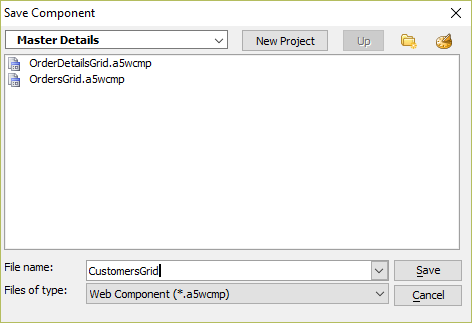 Save Component
Master Details New Project Up
OrderDetailsGrid.a5wcmp
OrdersGrid.a5wcmp
File name: CustomersGrid Save
Files of type: Web Component (*.a5wcmp) Cancel